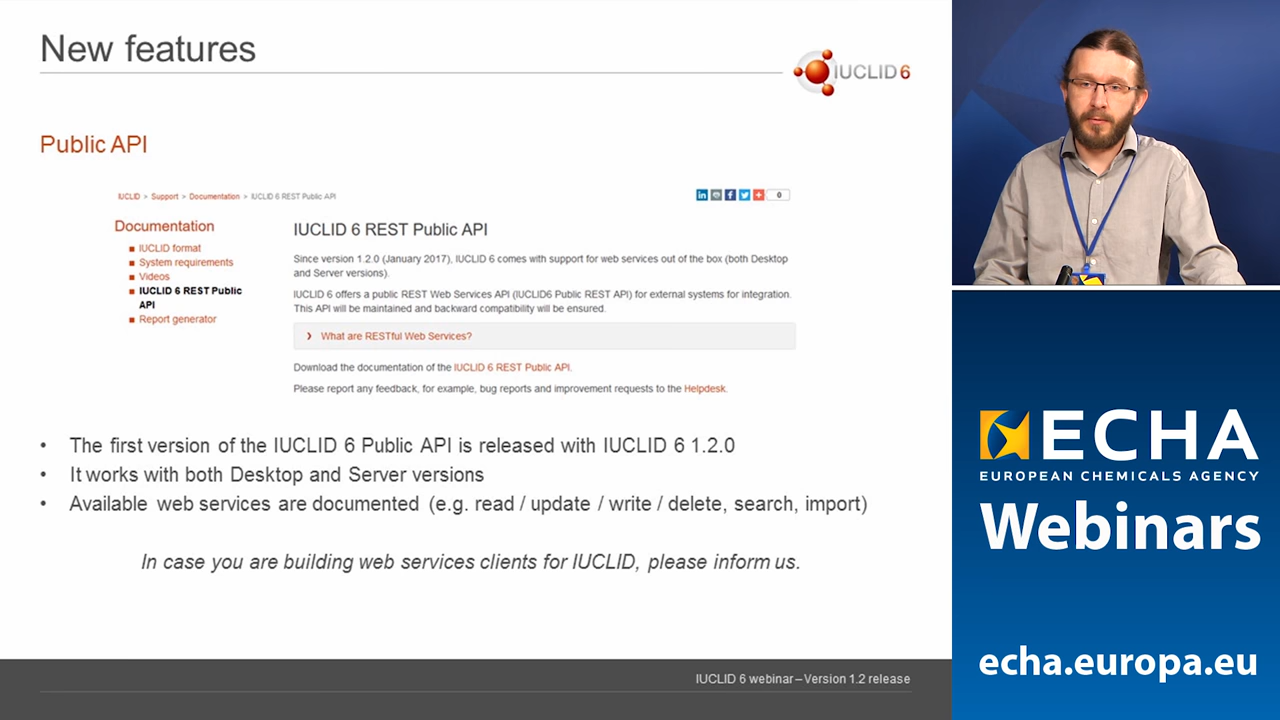 New features
IUCLID 6
Public API
IUCLID > Support > Documentation > IUCLID 6 REST Public API
0
Documentation
IUCLID format
System requirements
Videos
IUCLID 6 REST Public
API
Report generator
IUCLID 6 REST Public API
Since version 1.2.0 (January 2017), IUCLID 6 comes with support for web services out of the box (both Desktop
and Server versions).
IUCLID 6 offers a public REST Web Services API (IUCLID6 Public REST API) for external systems for integration.
This API will be maintained and backward compatibility will be ensured.
What are RESTful Web Services?
Download the documentation of the IUCLID 6 REST Public API.
Please report any feedback, for example, bug reports and improvement requests to the Helpdesk.
• The first version of the IUCLID 6 Public API is released with IUCLID 6 1.2.0
• It works with both Desktop and Server versions
• Available web services are documented (e.g. read / update / write / delete, search, import)
In case you are building web services clients for IUCLID, please inform us.
IUCLID 6 webinar – Version 1.2 release
ECHA
EUROPEAN CHEMICALS AGENCY
Webinars
echa.europa.eu